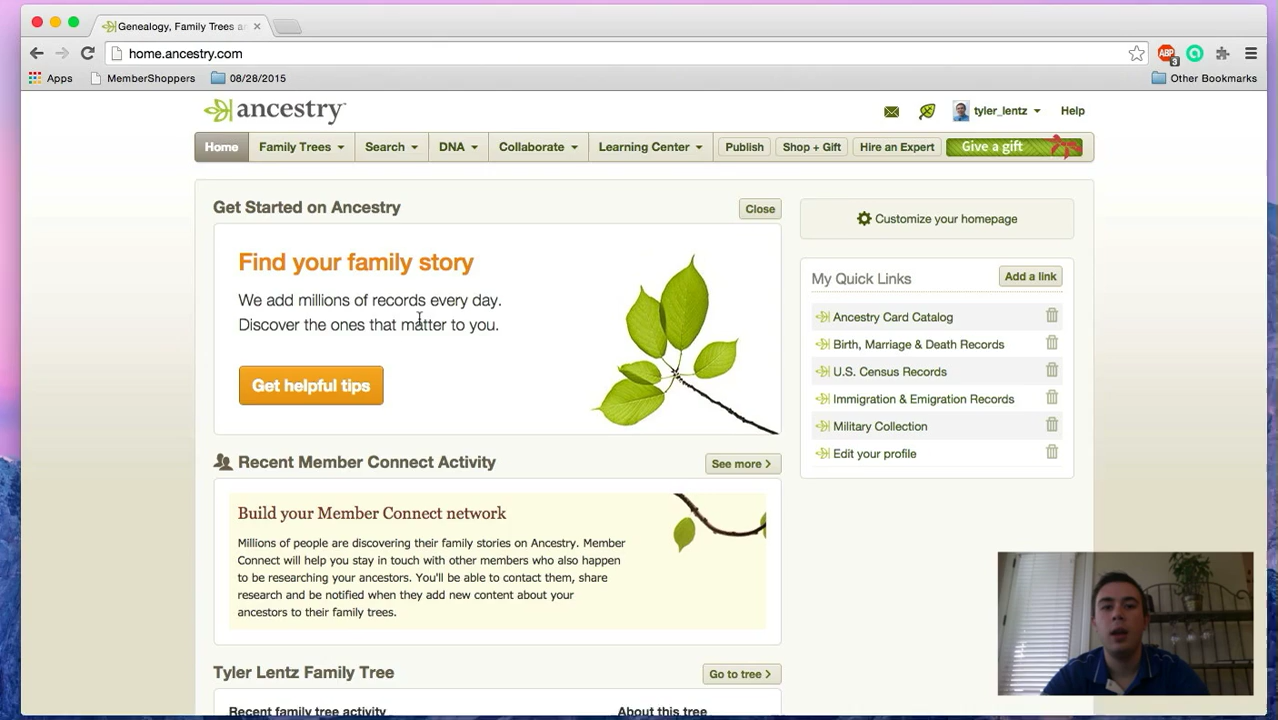 Genealogy, Family Trees a
home.ancestry.com
ABP
3
Apps
MemberShoppers
08/28/2015
Other Bookmarks
ancestry
tyler_lentz
Help
Home
Family Trees
Search
DNA
Collaborate
Learning Center
Publish
Shop + Gift
Hire an Expert
Give a gift
Get Started on Ancestry
Close
Find your family story
We add millions of records every day.
Discover the ones that matter to you.
Get helpful tips
Customize your homepage
My Quick Links
Add a link
Ancestry Card Catalog
Birth, Marriage & Death Records
U.S. Census Records
Immigration & Emigration Records
Military Collection
Edit your profile
Recent Member Connect Activity
See more
Build your Member Connect network
Millions of people are discovering their family stories on Ancestry. Member
Connect will help you stay in touch with other members who also happen
to be researching your ancestors. You'll be able to contact them, share
research and be notified when they add new content about your
ancestors to their family trees.
Tyler Lentz Family Tree
Go to tree
Recent family tree activity
About this tree